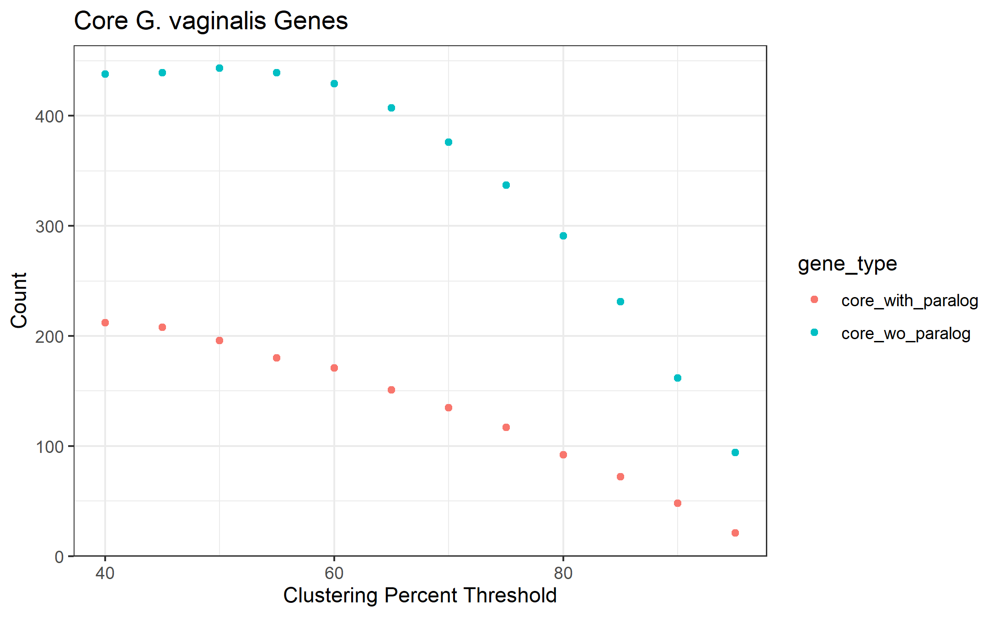 Core G. vaginalis Genes
Count
400
300
200
100
0
40 60 80
Clustering Percent Threshold
gene_type
core_with_paralog
core_wo_paralog